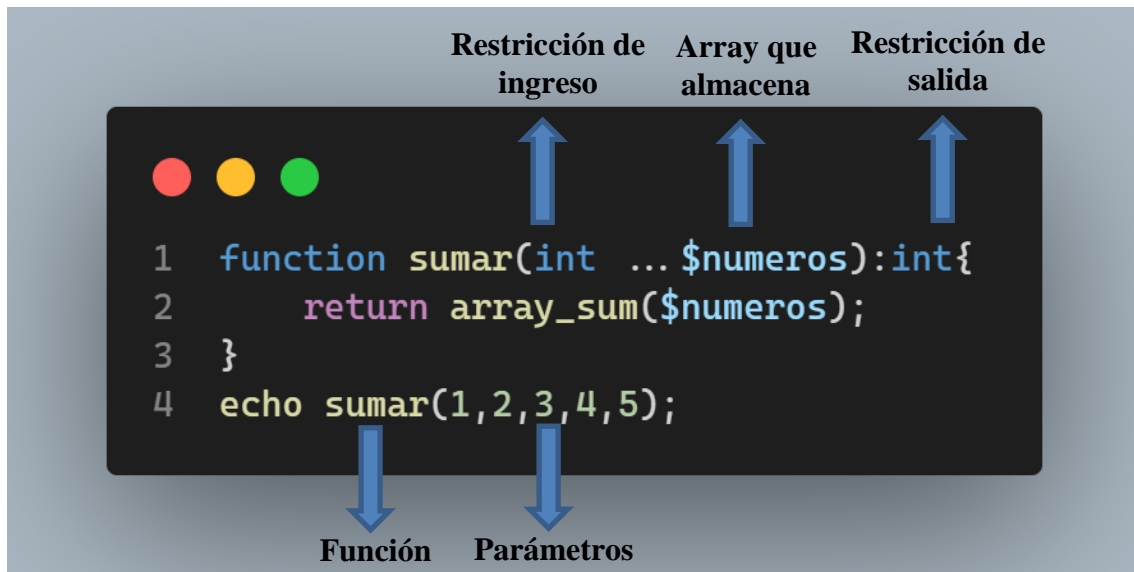 Restricción de
ingreso
Array que
almacena
Restricción de
salida
1 function sumar(int ...$numeros):int{
2     return array_sum($numeros);
3 }
4 echo sumar(1,2,3,4,5);
Función
Parámetros